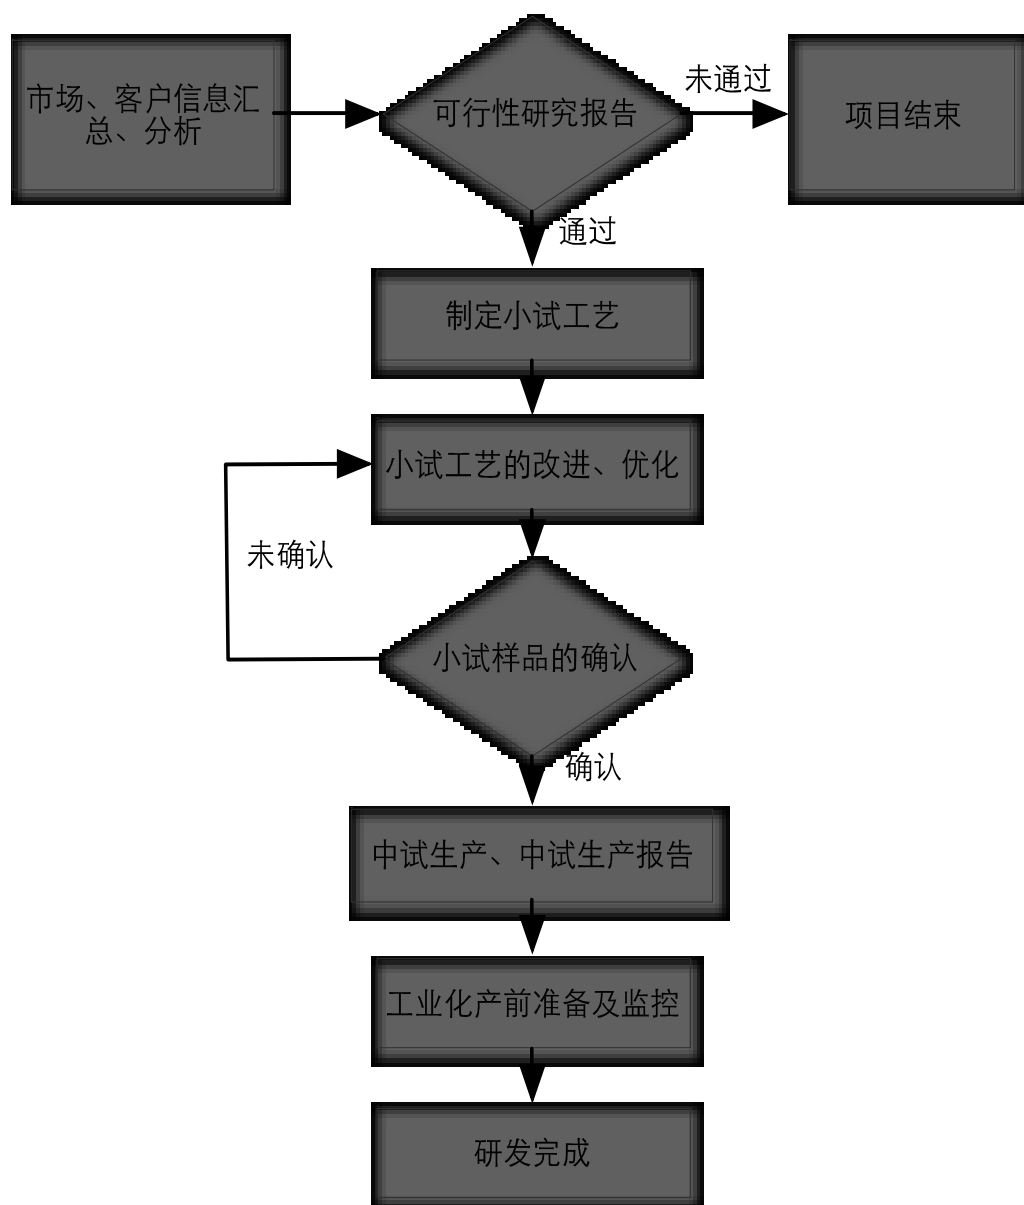 市场、客户信息汇
总、分析
可行性研究报告
未通过
项目结束
通过
制定小试工艺
小试工艺的改进、优化
未确认
小试样品的确认
确认
中试生产、中试生产报告
工业化产前准备及监控
研发完成